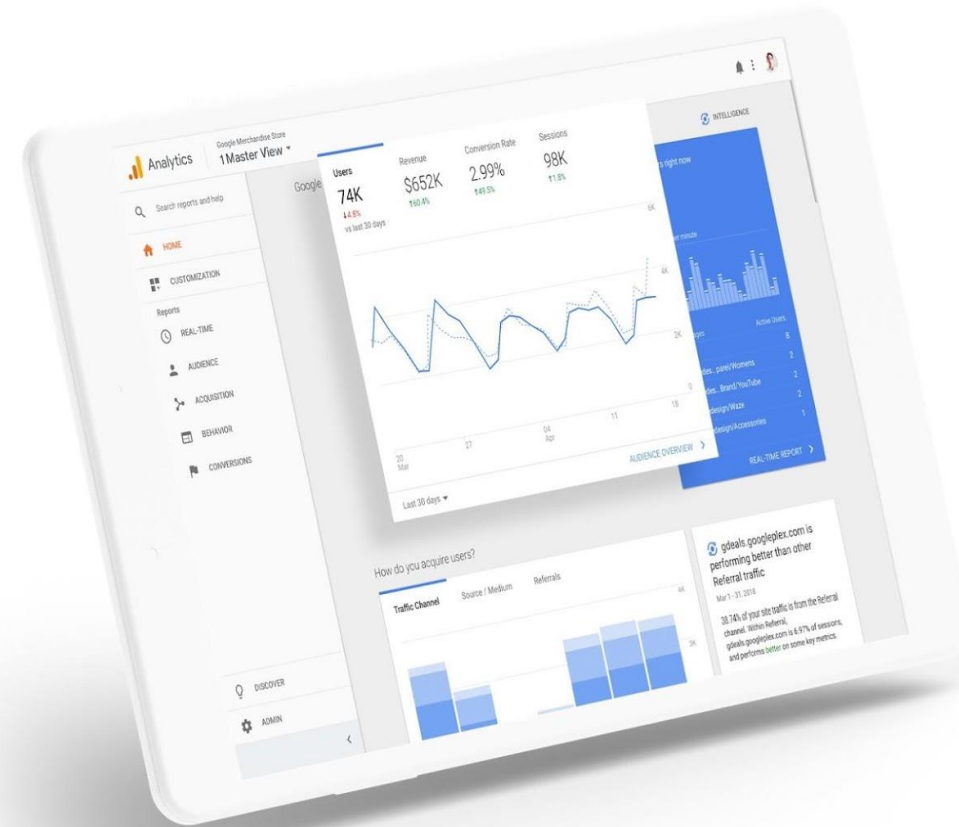 Analytics
Google Merchandise Store
1 Master View
Search reports and help
HOME
CUSTOMIZATION
Reports
REAL-TIME
AUDIENCE
ACQUISITION
BEHAVIOR
CONVERSIONS
DISCOVER
ADMIN
Google
Users
74K
4.8%
vs last 30 days
Revenue
$652K
60.4%
Conversion Rate
2.99%
49.5%
Sessions
98K
1.8%
6K
4K
2K
0
20
Mar
27
04
Apr
11
18
Last 30 days
AUDIENCE OVERVIEW
INTELLIGENCE
right now
minute
Active Users
parel/Womens
2
Brand/YouTube
2
design/Waze
2
design/Accessories
1
REAL-TIME REPORT
How do you acquire users?
Traffic Channel
Source / Medium
Referrals
4K
3K
gdeals.googleplex.com is
performing better than other
Referral traffic
Mar 1 - 31, 2018
38.74% of your site traffic is from the Referral
channel. Within Referral,
gdeals.googleplex.com is 6.97% of sessions,
and performs better on some key metrics.